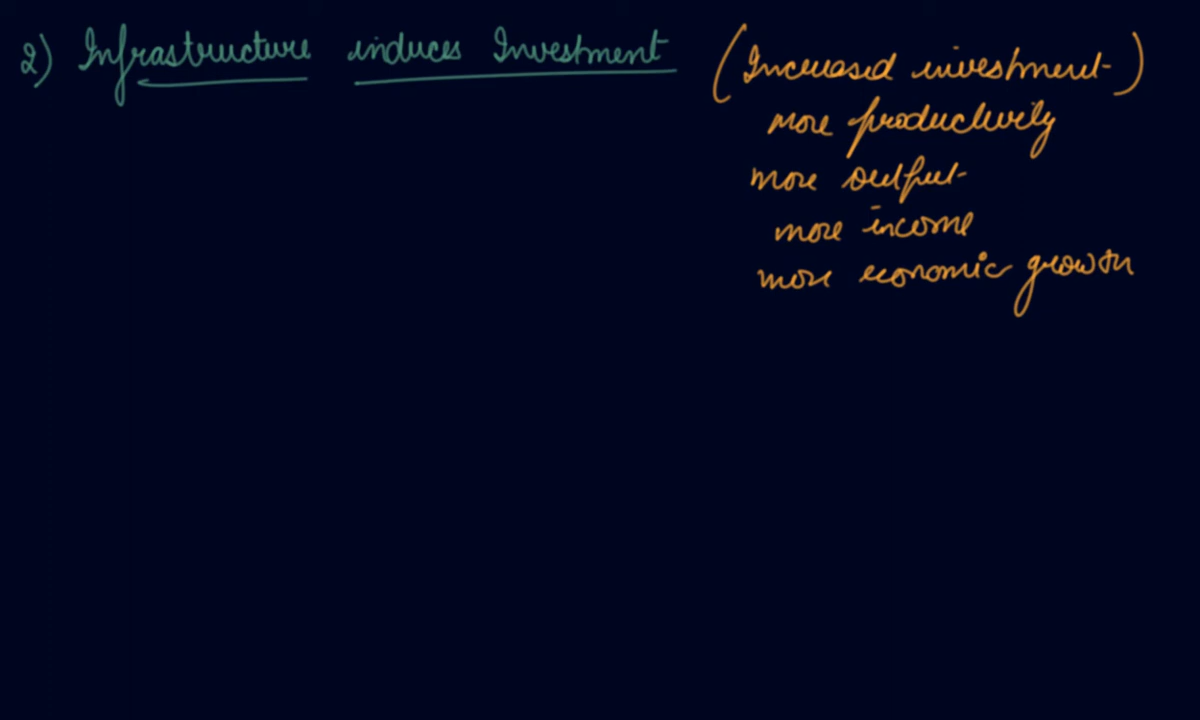 2) Infrastructure induces Investment (Increased investment)
more productivity
more output
more income
more economic growth